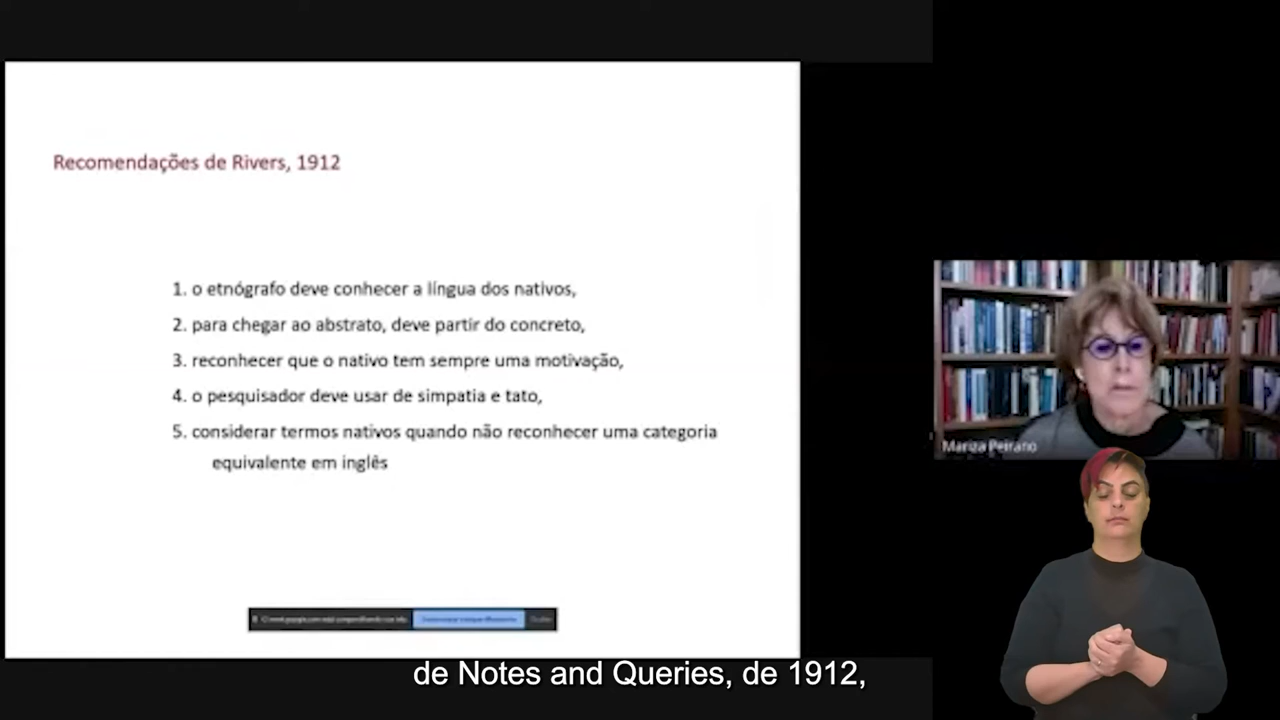 Recomendações de Rivers, 1912
1. o etnógrafo deve conhecer a língua dos nativos,
2. para chegar ao abstrato, deve partir do concreto,
3. reconhecer que o nativo tem sempre uma motivação,
4. o pesquisador deve usar de simpatia e tato,
5. considerar termos nativos quando não reconhecer uma categoria
equivalente em inglês
Mariza Peirano
de Notes and Queries, de 1912,